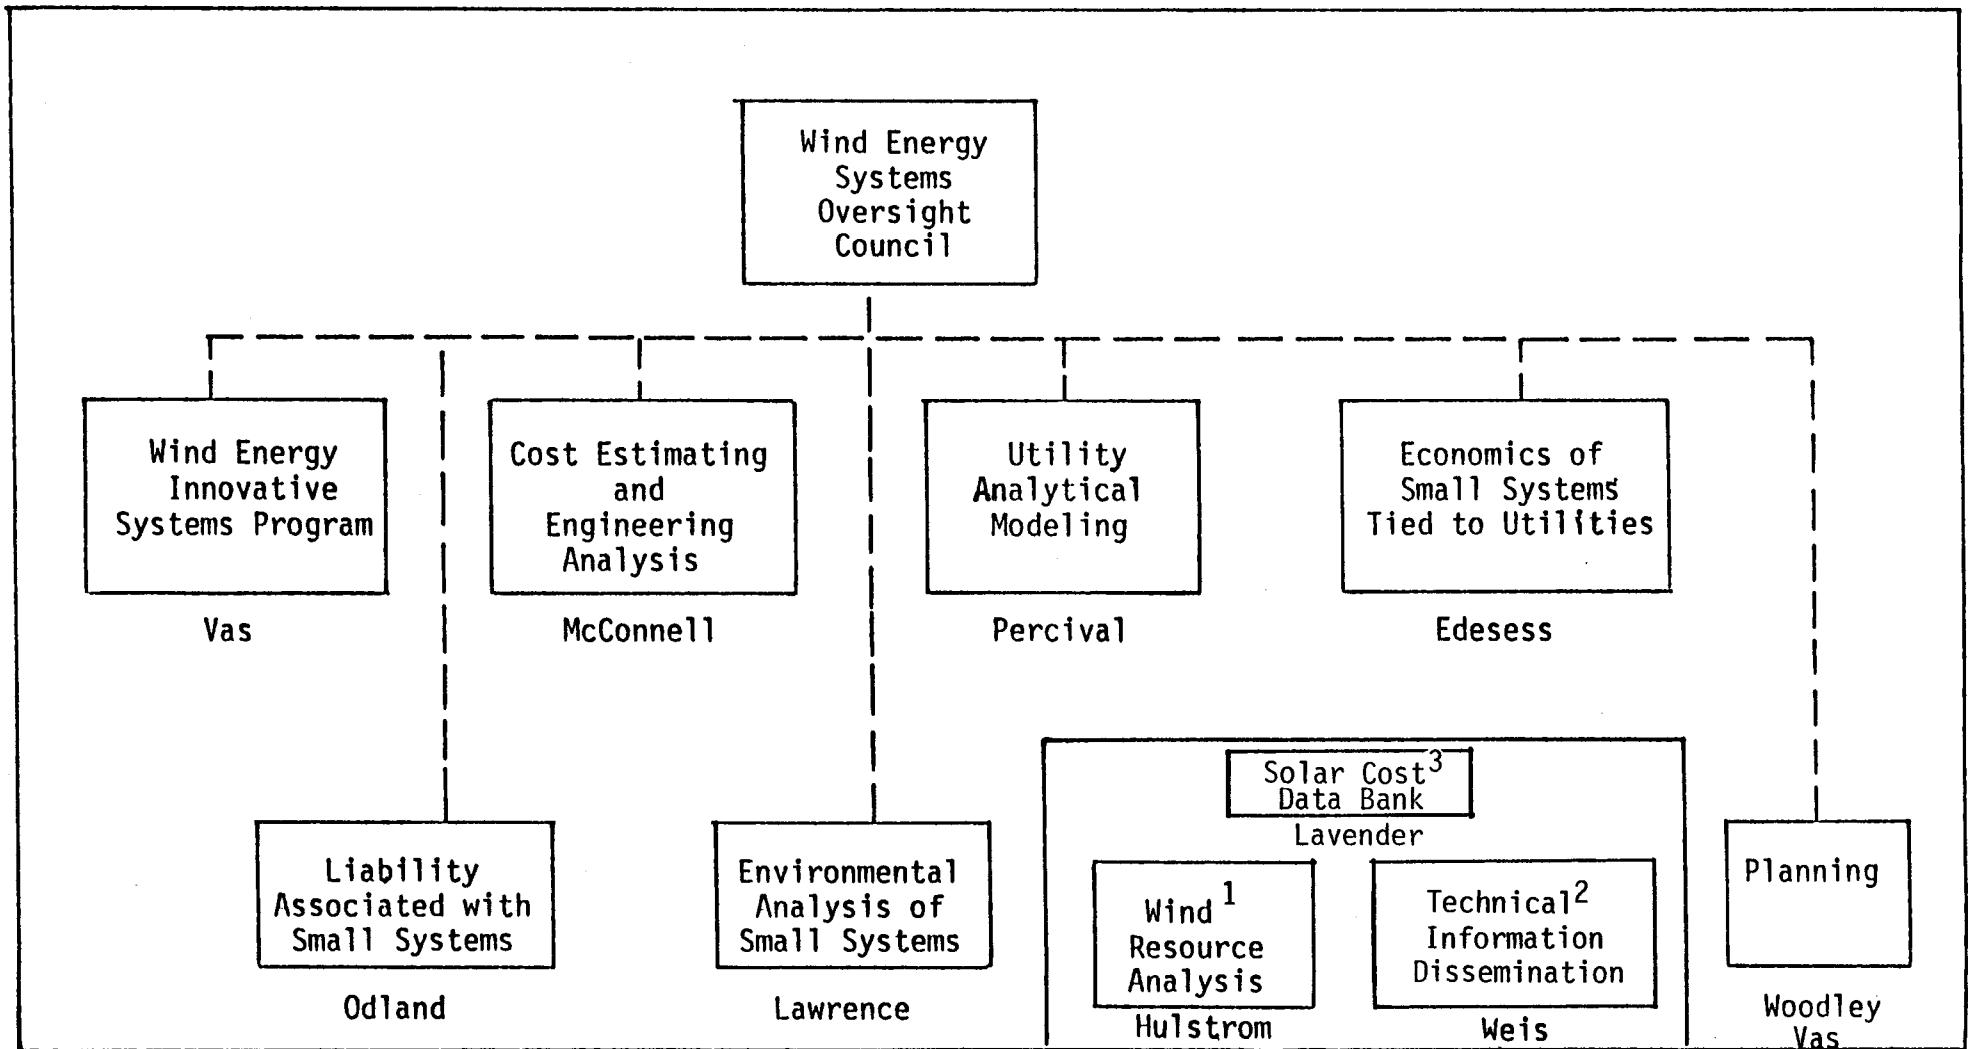 Wind Energy
Systems
Oversight
Council
Wind Energy
Innovative
Systems Program
Vas
Cost Estimating
and
Engineering
Analysis
McConnell
Utility
Analytical
Modeling
Percival
Economics of
Small Systems
Tied to Utilities
Edesess
Liability
Associated with
Small Systems
Odland
Environmental
Analysis of
Small Systems
Lawrence
Solar Cost3
Data Bank
Lavender
Wind 1
Resource
Analysis
Hulstrom
Technical2
Information
Dissemination
Weis
Planning
Woodley
Vas